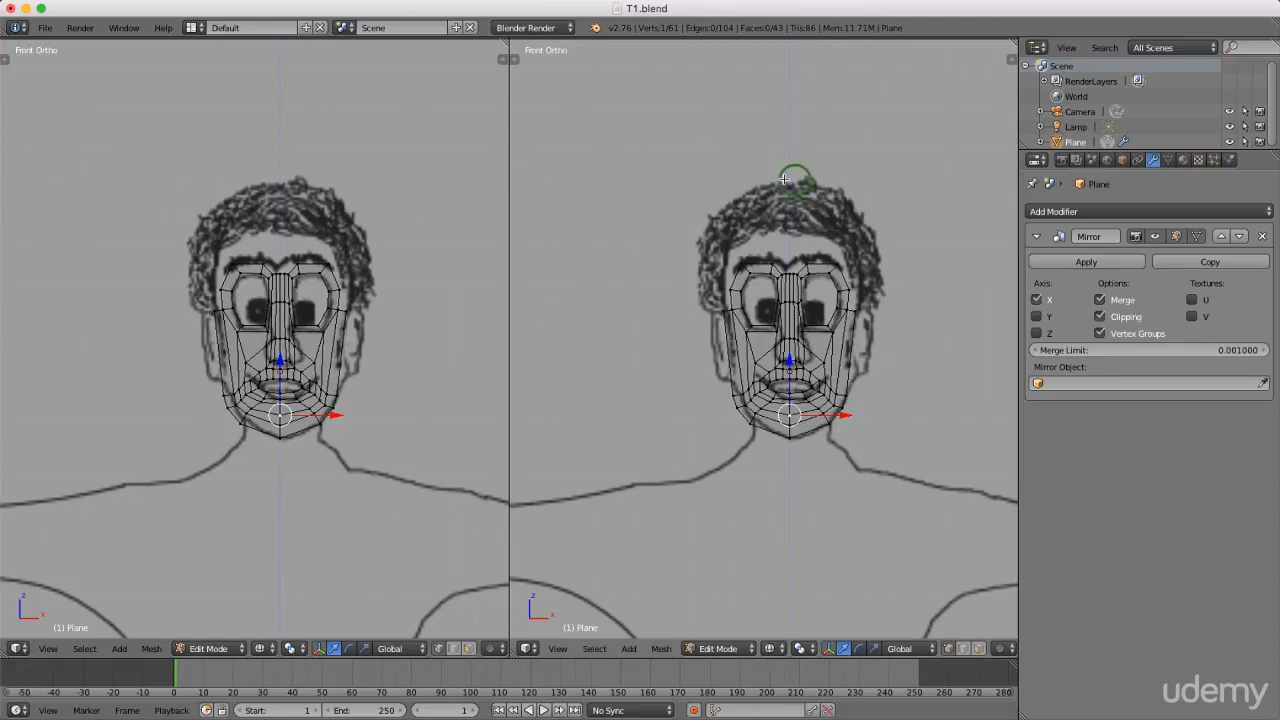 T1.blend
File Render Window Help Default Scene Blender Render v2.76 | Verts:1/61 | Edges:0/104 | Faces:0/43 | Tris:86 | Mem:11.71M | Plane
Front Ortho Front Ortho
View Search All Scenes
Scene
RenderLayers
World
Camera
Lamp
Plane
Plane
Add Modifier
Mirror
Apply Copy
Axis: Options: Textures:
X Merge U
Y Clipping V
Z Vertex Groups
Merge Limit: 0.001000
Mirror Object:
z x z x
(1) Plane (1) Plane
View Select Add Mesh Edit Mode Global View Select Add Mesh Edit Mode Global
-50 -40 -30 -20 -10 0 10 20 30 40 50 60 70 80 90 100 110 120 130 140 150 160 170 180 190 200 210 220 230 240 250 260 270 280
View Marker Frame Playback Start: 1 End: 250 1 No Sync
udemy